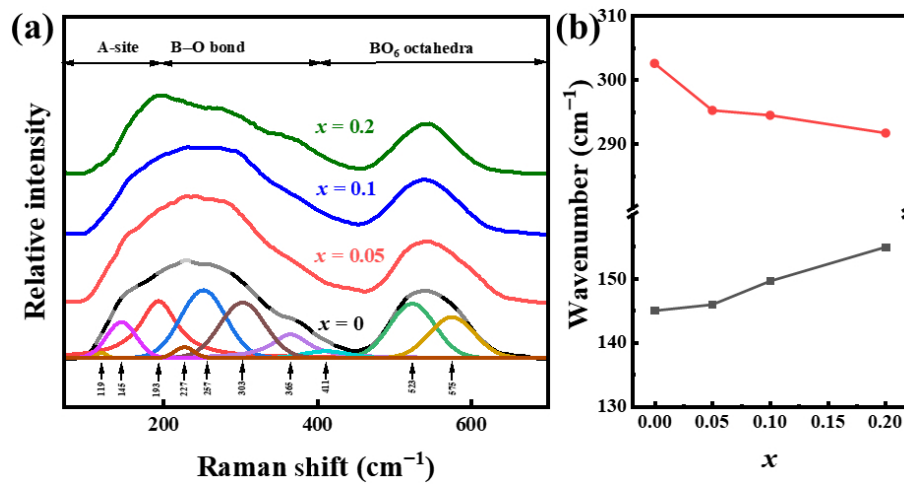 (a)
A-site B–O bond BO₆ octahedra
x = 0.2
x = 0.1
x = 0.05
x = 0
119 145 193 227 257 303 365 411 523 575
200 400 600
Raman shift (cm⁻¹)
Relative intensity
(b)
310
300
290
150
140
130
0.00 0.05 0.10 0.15 0.20
x
Wavenumber (cm⁻¹)